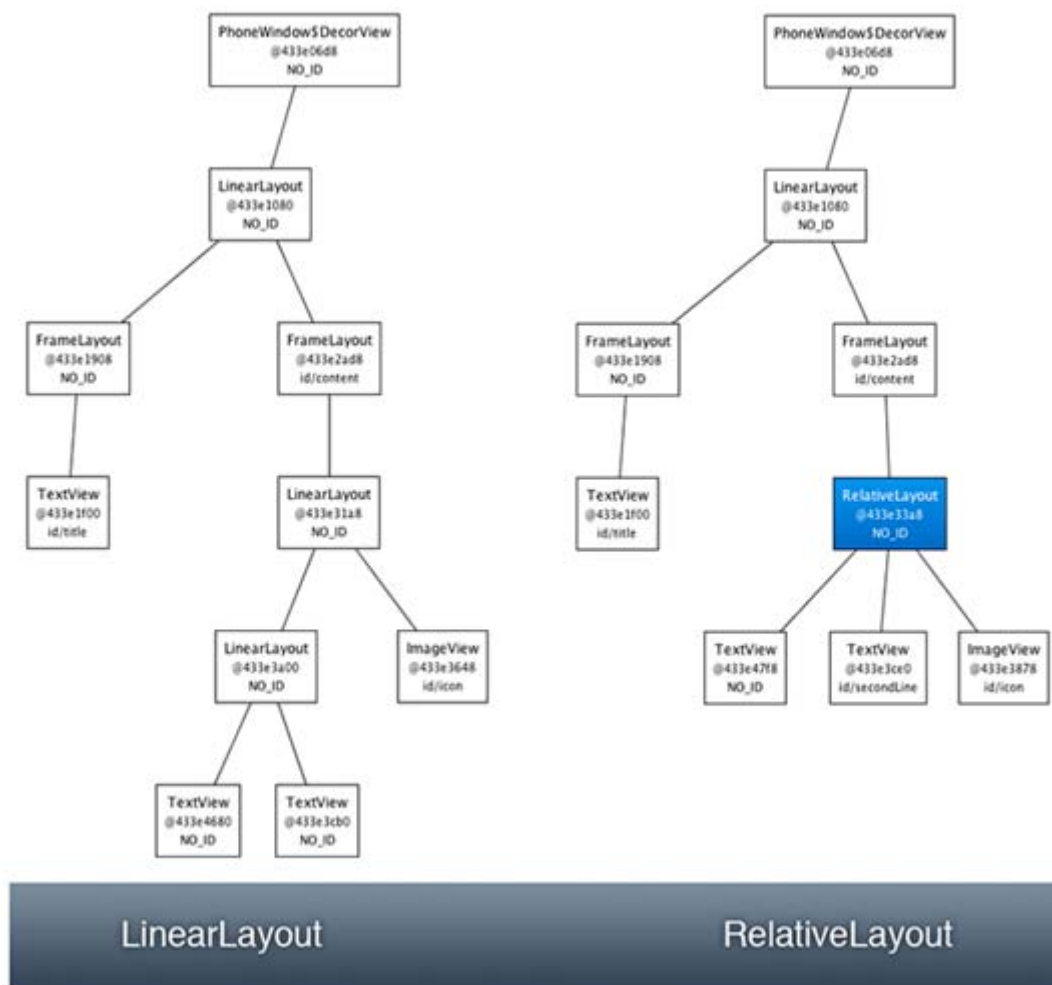 PhoneWindow$DecorView
@433e06d8
NO_ID
LinearLayout
@433e1080
NO_ID
FrameLayout
@433e1908
NO_ID
FrameLayout
@433e2ad8
id/content
TextView
@433e1f00
id/title
LinearLayout
@433e31a8
NO_ID
LinearLayout
@433e3a00
NO_ID
ImageView
@433e3648
id/icon
TextView
@433e4680
NO_ID
TextView
@433e3cb0
NO_ID
LinearLayout
PhoneWindow$DecorView
@433e06d8
NO_ID
LinearLayout
@433e1080
NO_ID
FrameLayout
@433e1908
NO_ID
FrameLayout
@433e2ad8
id/content
TextView
@433e1f00
id/title
RelativeLayout
@433e33a8
NO_ID
TextView
@433e47f8
NO_ID
TextView
@433e3ce0
id/secondLine
ImageView
@433e3878
id/icon
RelativeLayout